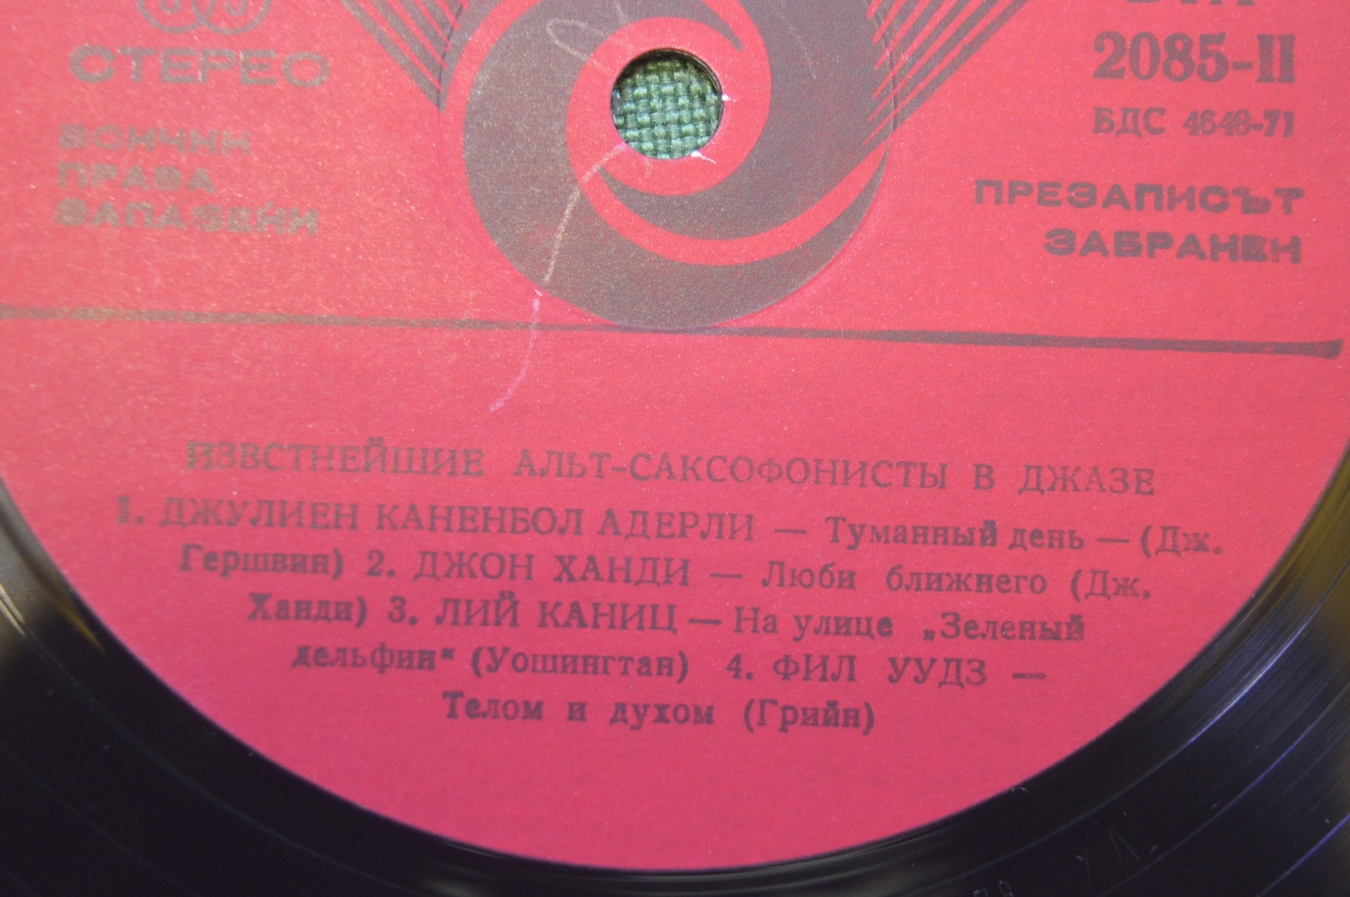 СТЕРЕО
ВСИЧКИ
ПРАВА
ЗАПАЗЕНИ
2085-II
БДС 4648-71
ПРЕЗАПИСЪТ
ЗАБРАНЕН
ИЗВСТНЕЙШИЕ АЛЬТ-САКСОФОНИСТЫ В ДЖАЗЕ
1. ДЖУЛИЕН КАНЕНБОЛ АДЕРЛИ — Туманный день — (Дж.
Гершвин) 2. ДЖОН ХАНДИ — Люби ближнего (Дж.
Ханди) 3. ЛИЙ КАНИЦ — На улице „Зеленый
дельфин“ (Уошингтан) 4. ФИЛ УУДЗ —
Телом и духом (Грийн)